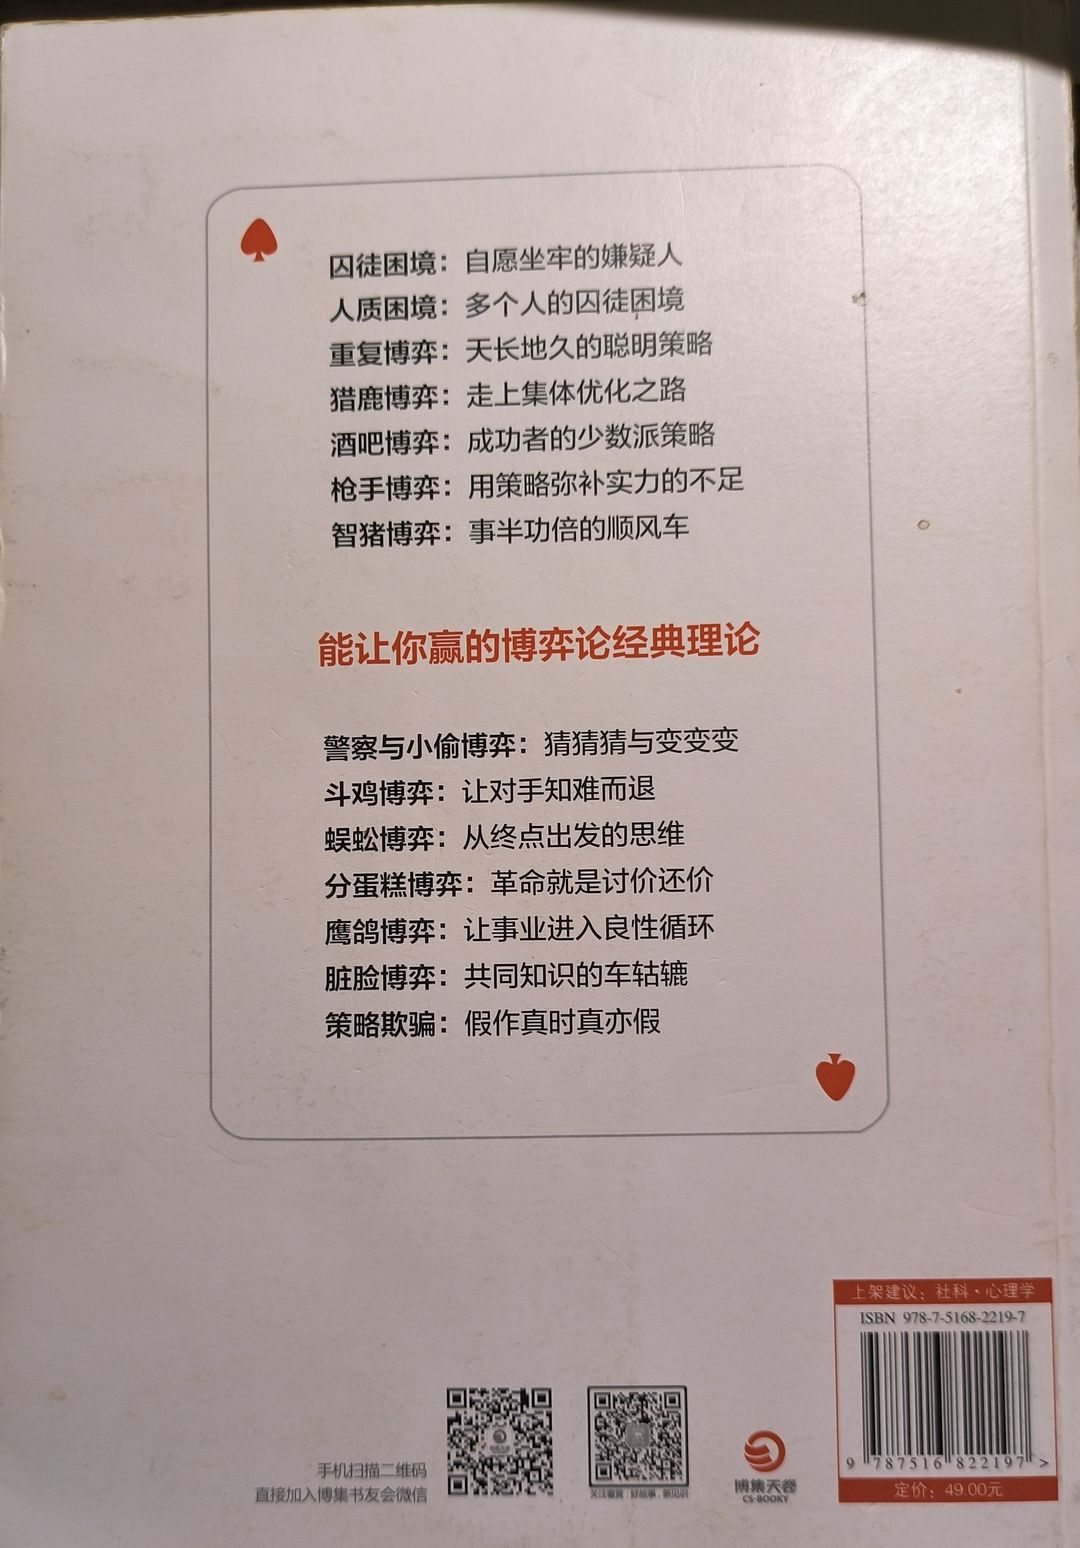 囚徒困境：自愿坐牢的嫌疑人
人质困境：多个人的囚徒困境
重复博弈：天长地久的聪明策略
猎鹿博弈：走上集体优化之路
酒吧博弈：成功者的少数派策略
枪手博弈：用策略弥补实力的不足
智猪博弈：事半功倍的顺风车
能让你赢的博弈论经典理论
警察与小偷博弈：猜猜猜与变变变
斗鸡博弈：让对手知难而退
蜈蚣博弈：从终点出发的思维
分蛋糕博弈：革命就是讨价还价
鹰鸽博弈：让事业进入良性循环
脏脸博弈：共同知识的车轱辘
策略欺骗：假作真时真亦假
上架建议：社科·心理学
ISBN 978-7-5168-2219-7
9 787516 822197 >
定价：49.00元
手机扫描二维码
直接加入博集书友会微信
关注看赏 好故事 新见识
博集天卷
CS-BOOKY